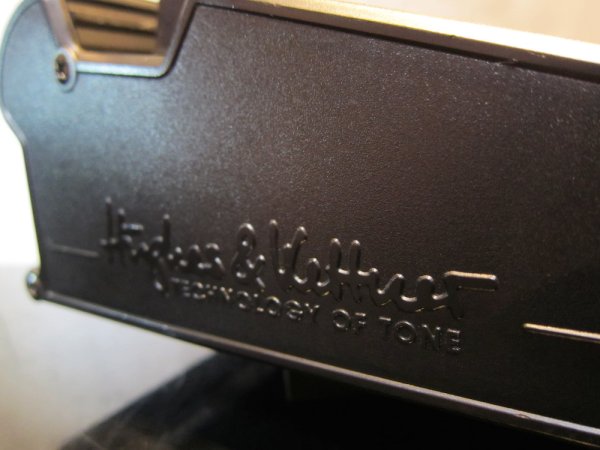 Hughes & Kettner
TECHNOLOGY OF TONE